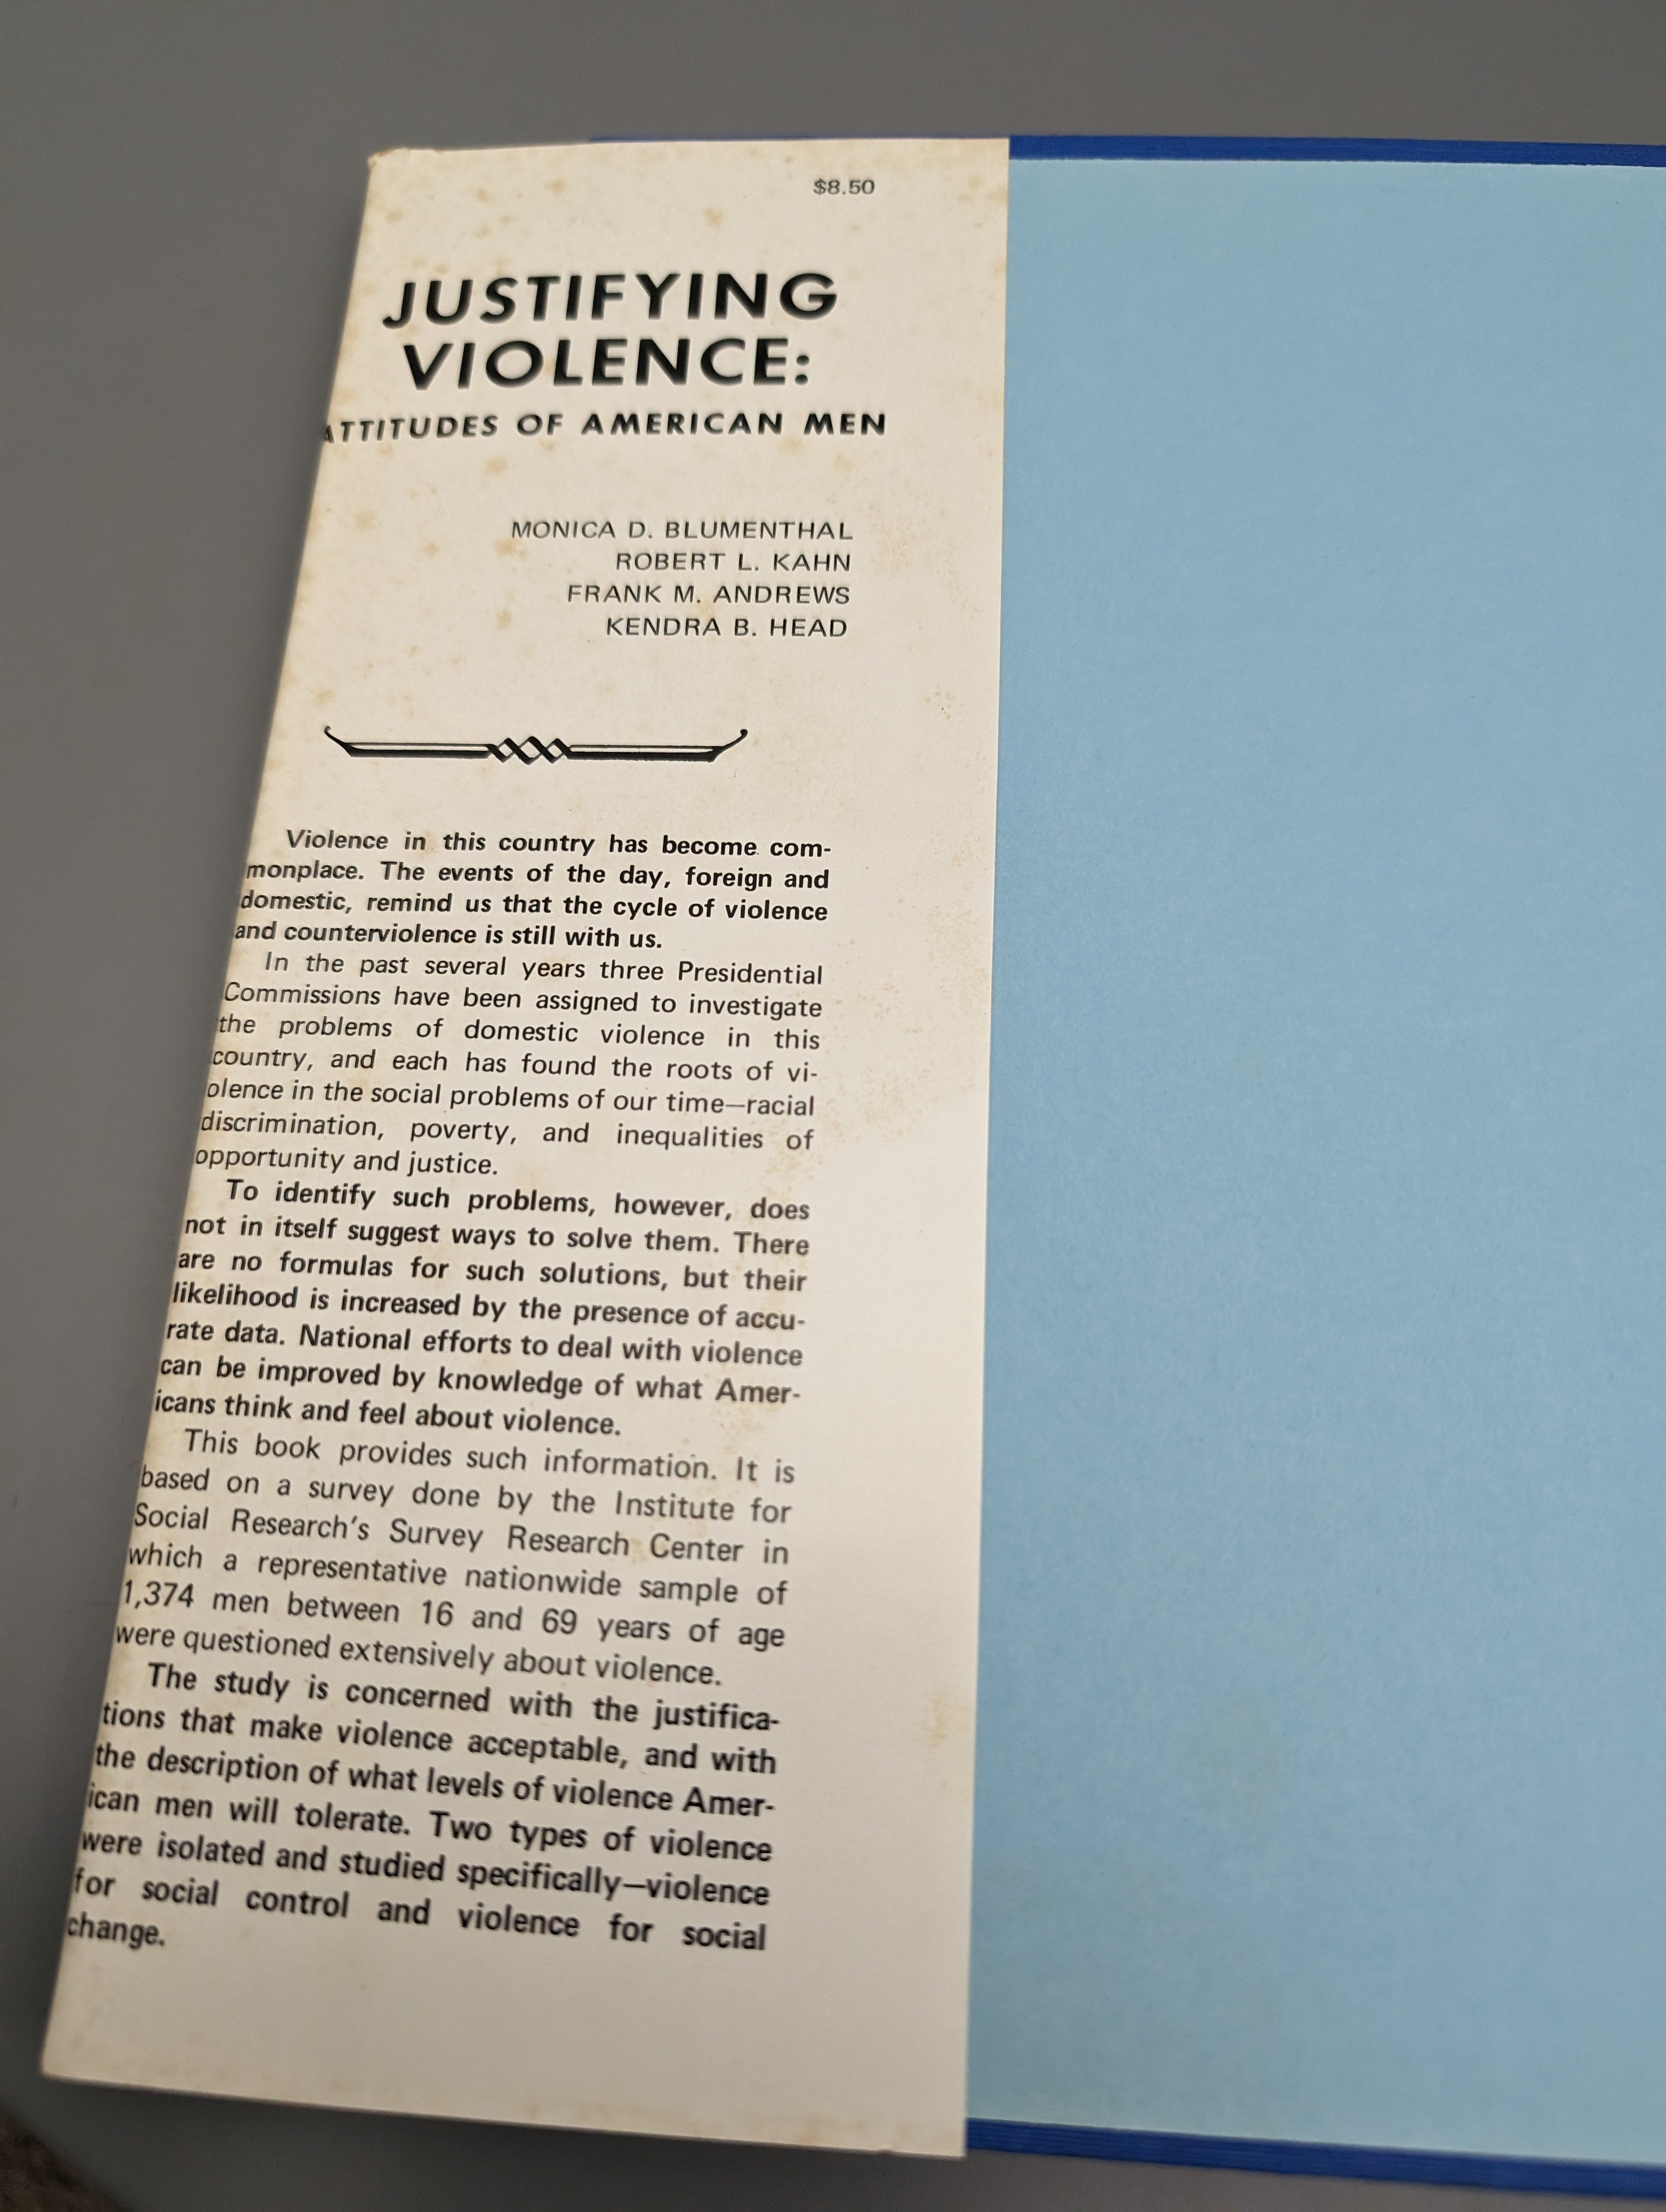 $8.50
JUSTIFYING
VIOLENCE:
ATTITUDES OF AMERICAN MEN
MONICA D. BLUMENTHAL
ROBERT L. KAHN
FRANK M. ANDREWS
KENDRA B. HEAD
Violence in this country has become com-
monplace. The events of the day, foreign and
domestic, remind us that the cycle of violence
and counterviolence is still with us.
In the past several years three Presidential
Commissions have been assigned to investigate
the problems of domestic violence in this
country, and each has found the roots of vi-
olence in the social problems of our time—racial
discrimination, poverty, and inequalities of
opportunity and justice.
To identify such problems, however, does
not in itself suggest ways to solve them. There
are no formulas for such solutions, but their
likelihood is increased by the presence of accu-
rate data. National efforts to deal with violence
can be improved by knowledge of what Amer-
icans think and feel about violence.
This book provides such information. It is
based on a survey done by the Institute for
Social Research's Survey Research Center in
which a representative nationwide sample of
1,374 men between 16 and 69 years of age
were questioned extensively about violence.
The study is concerned with the justifica-
tions that make violence acceptable, and with
the description of what levels of violence Amer-
ican men will tolerate. Two types of violence
were isolated and studied specifically—violence
for social control and violence for social
change.